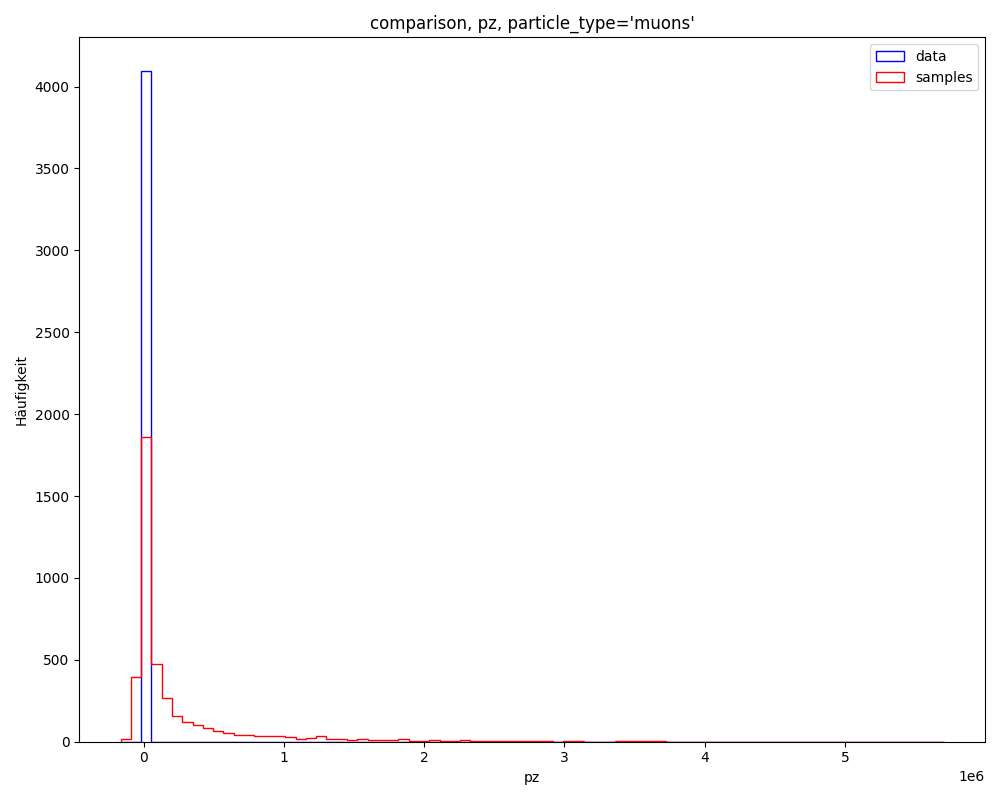 comparison, pz, particle_type='muons'
data
samples
Häufigkeit
4000
3500
3000
2500
2000
1500
1000
500
0
0 1 2 3 4 5
1e6
pz